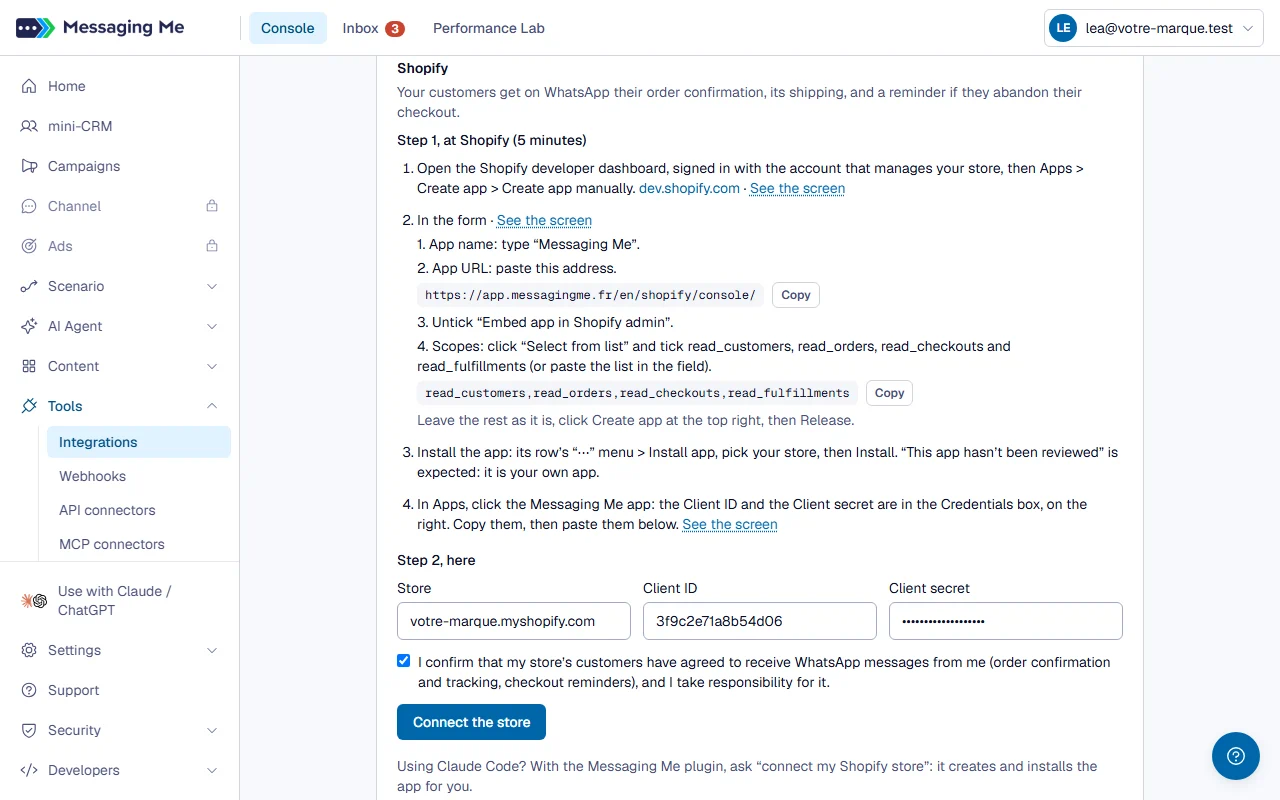 Messaging Me
Console
Inbox 3
Performance Lab
LE lea@votre-marque.test
Home
mini-CRM
Campaigns
Channel
Ads
Scenario
AI Agent
Content
Tools
Integrations
Webhooks
API connectors
MCP connectors
Use with Claude /
ChatGPT
Settings
Support
Security
Developers
Shopify
Your customers get on WhatsApp their order confirmation, its shipping, and a reminder if they abandon their
checkout.
Step 1, at Shopify (5 minutes)
1. Open the Shopify developer dashboard, signed in with the account that manages your store, then Apps >
Create app > Create app manually. dev.shopify.com · See the screen
2. In the form · See the screen
1. App name: type “Messaging Me”.
2. App URL: paste this address.
https://app.messagingme.fr/en/shopify/console/ Copy
3. Untick “Embed app in Shopify admin”.
4. Scopes: click “Select from list” and tick read_customers, read_orders, read_checkouts and
read_fulfillments (or paste the list in the field).
read_customers,read_orders,read_checkouts,read_fulfillments Copy
Leave the rest as it is, click Create app at the top right, then Release.
3. Install the app: its row’s “···” menu > Install app, pick your store, then Install. “This app hasn’t been reviewed” is
expected: it is your own app.
4. In Apps, click the Messaging Me app: the Client ID and the Client secret are in the Credentials box, on the
right. Copy them, then paste them below. See the screen
Step 2, here
Store Client ID Client secret
votre-marque.myshopify.com 3f9c2e71a8b54d06 •••••••••••••••••••
I confirm that my store’s customers have agreed to receive WhatsApp messages from me (order confirmation
and tracking, checkout reminders), and I take responsibility for it.
Connect the store
Using Claude Code? With the Messaging Me plugin, ask “connect my Shopify store”: it creates and installs the
app for you.